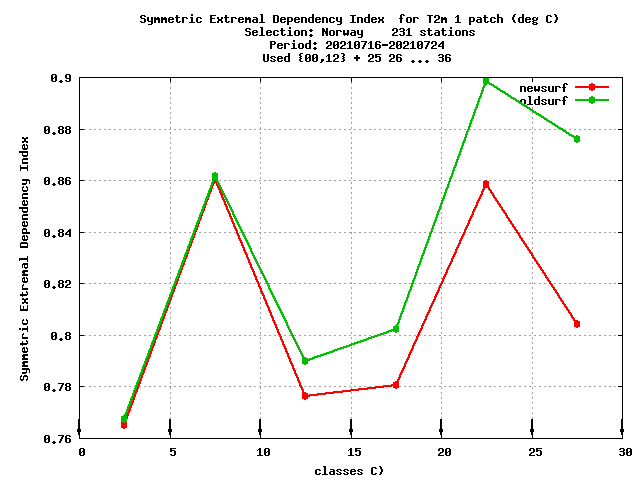 Symmetric Extremal Dependency Index  for T2m 1 patch (deg C)
Selection: Norway    231 stations
Period: 20210716-20210724
Used {00,12} + 25 26 ... 36
Symmetric Extremal Dependency Index
0.9
0.88
0.86
0.84
0.82
0.8
0.78
0.76
newsurf
oldsurf
0 5 10 15 20 25 30
classes C)